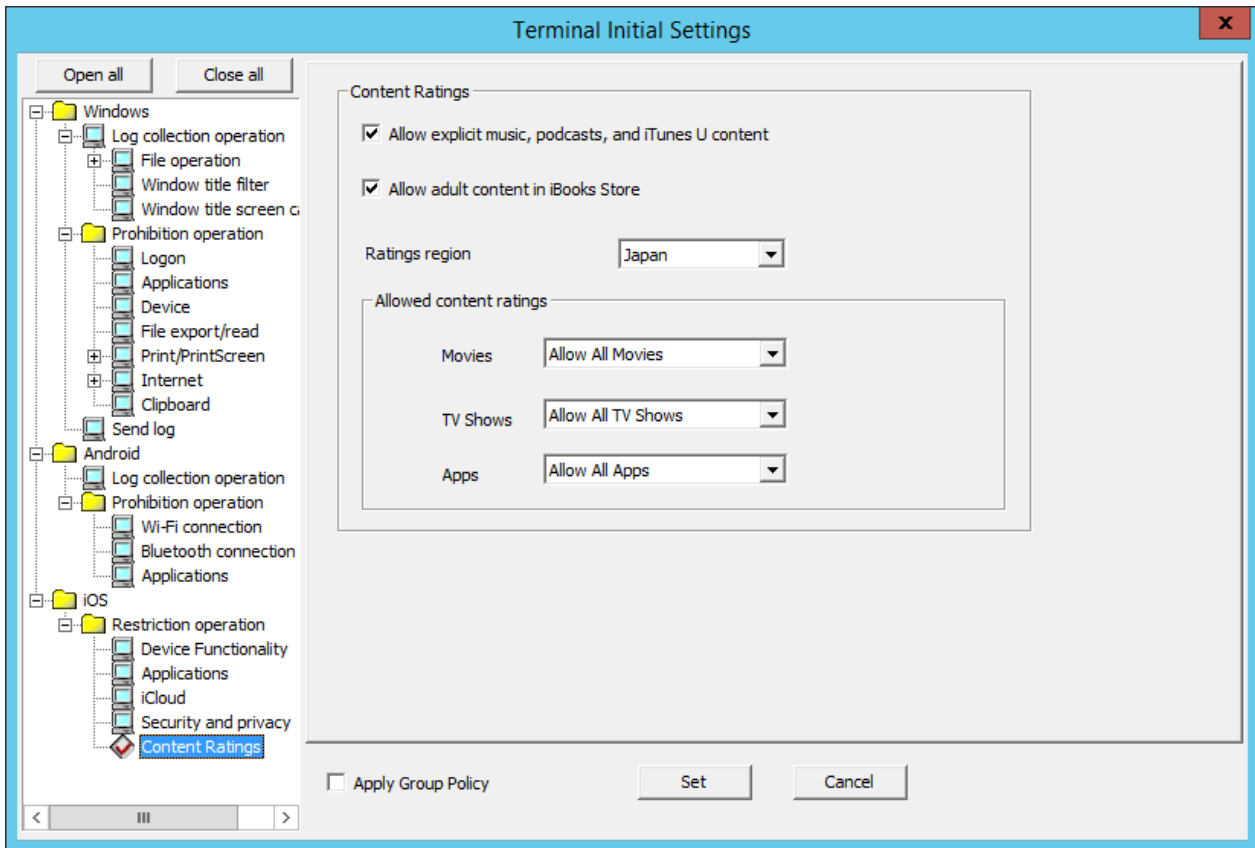 Terminal Initial Settings
x
Open all
Close all
Windows
Log collection operation
File operation
Window title filter
Window title screen ca
Prohibition operation
Logon
Applications
Device
File export/read
Print/PrintScreen
Internet
Clipboard
Send log
Android
Log collection operation
Prohibition operation
Wi-Fi connection
Bluetooth connection
Applications
iOS
Restriction operation
Device Functionality
Applications
iCloud
Security and privacy
Content Ratings
Content Ratings
Allow explicit music, podcasts, and iTunes U content
Allow adult content in iBooks Store
Ratings region
Japan
Allowed content ratings
Movies
Allow All Movies
TV Shows
Allow All TV Shows
Apps
Allow All Apps
Apply Group Policy
Set
Cancel